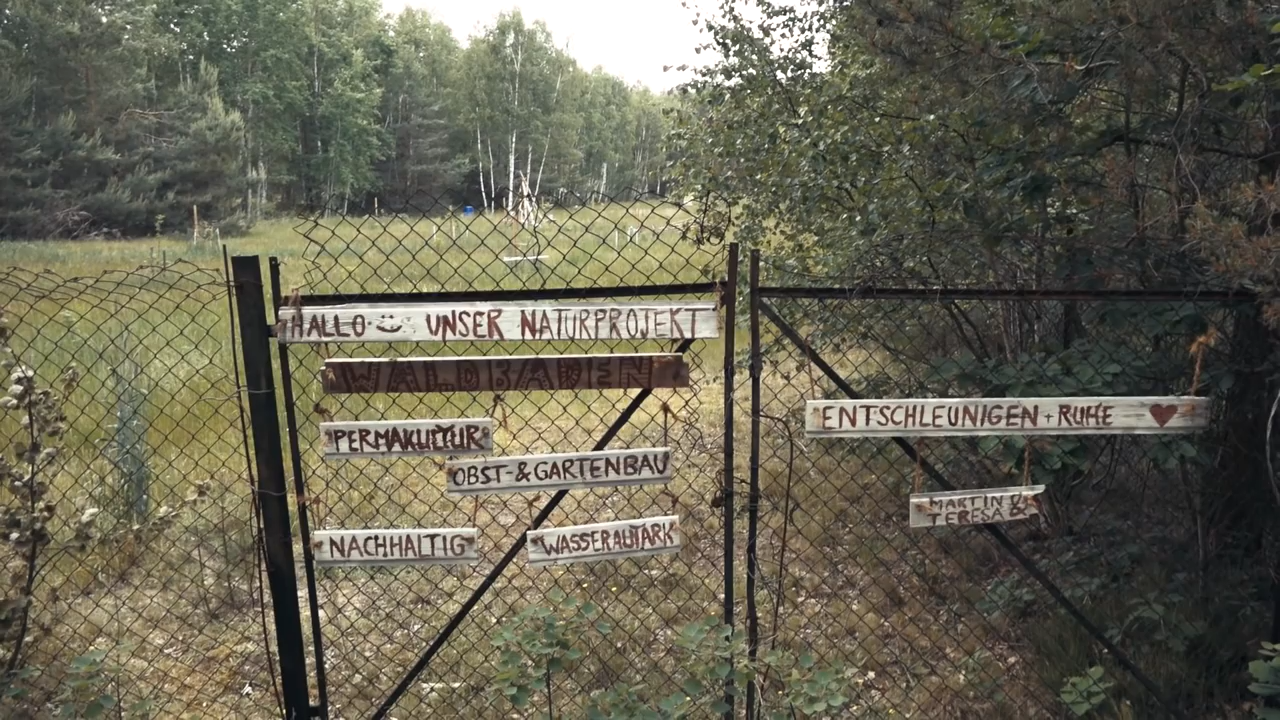 HALLO UNSER NATURPROJEKT
WALDBADEN
PERMAKULTUR
OBST-&GARTENBAU
NACHHALTIG
WASSERAUTARK
ENTSCHLEUNIGEN + RUHE
MARTIN &
TERESA